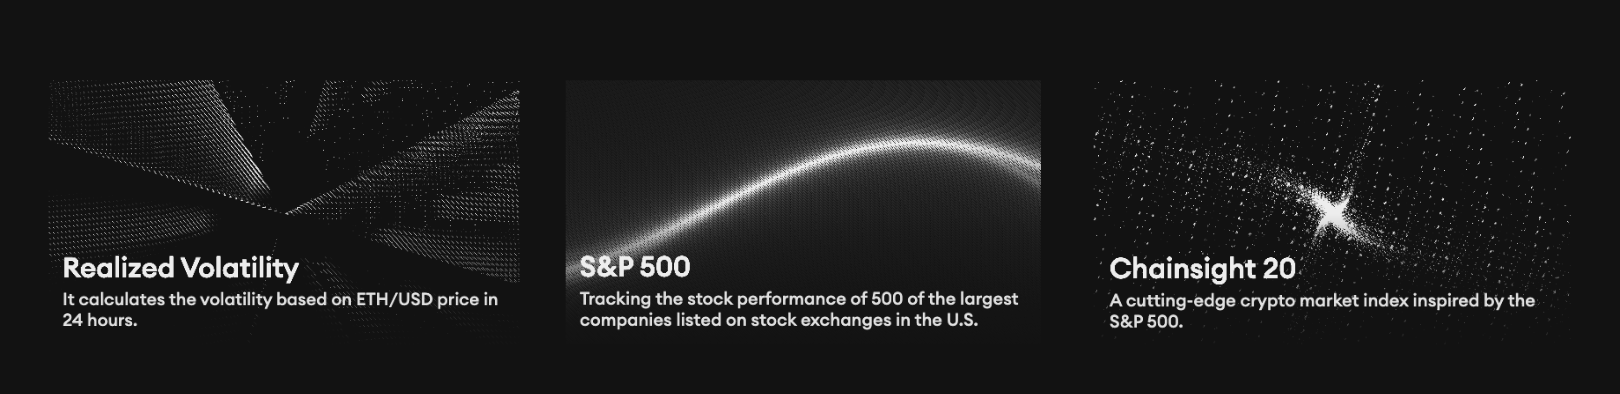 Realized Volatility
It calculates the volatility based on ETH/USD price in
24 hours.
S&P 500
Tracking the stock performance of 500 of the largest
companies listed on stock exchanges in the U.S.
Chainsight 20
A cutting-edge crypto market index inspired by the
S&P 500.